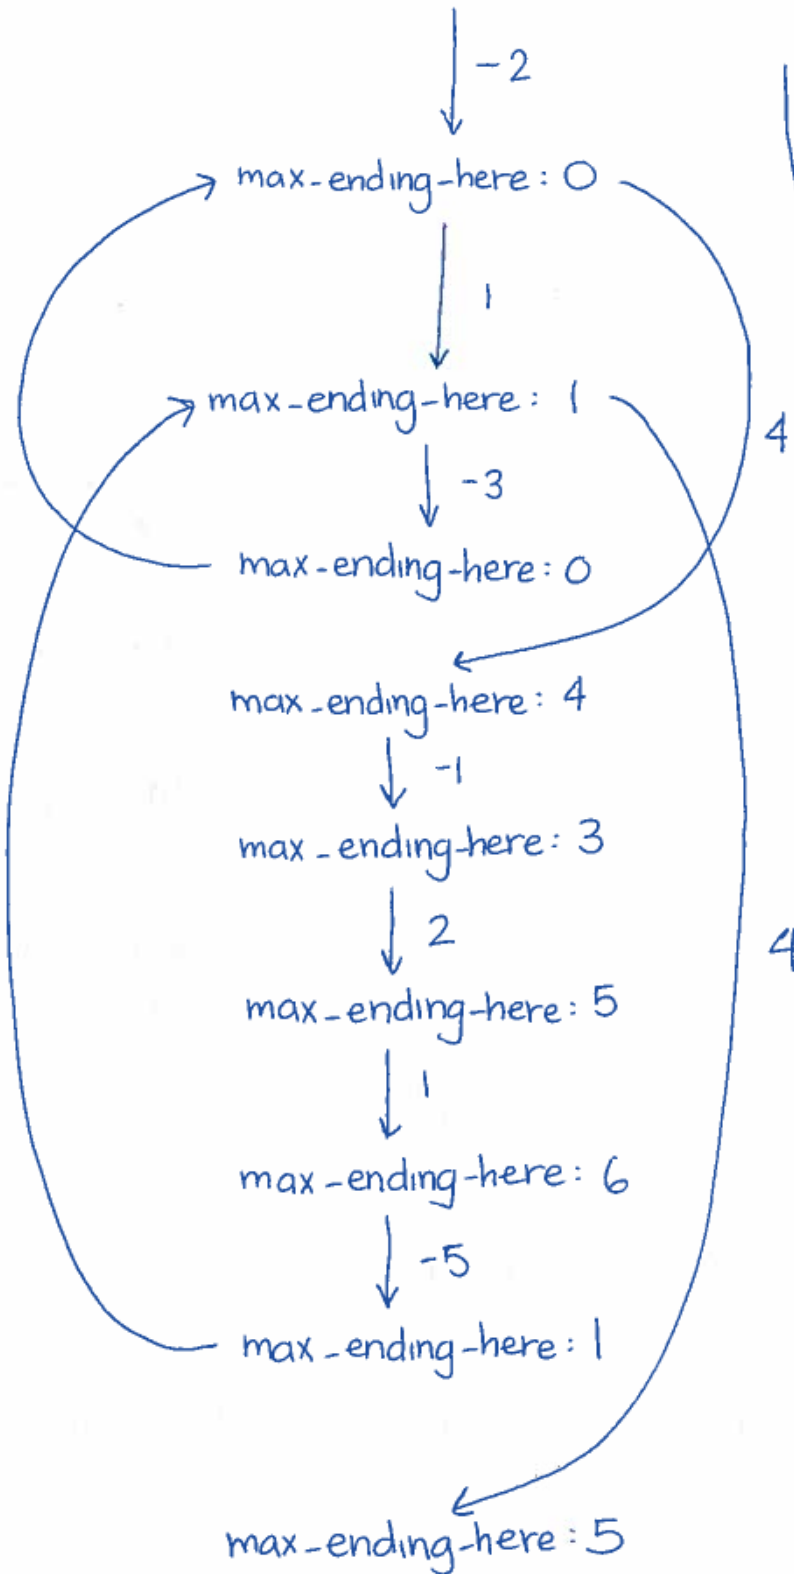 -2
max-ending-here: 0
1
max-ending-here: 1
4
-3
max-ending-here: 0
max-ending-here: 4
-1
max-ending-here: 3
2
4
max-ending-here: 5
1
max-ending-here: 6
-5
max-ending-here: 1
max-ending-here: 5